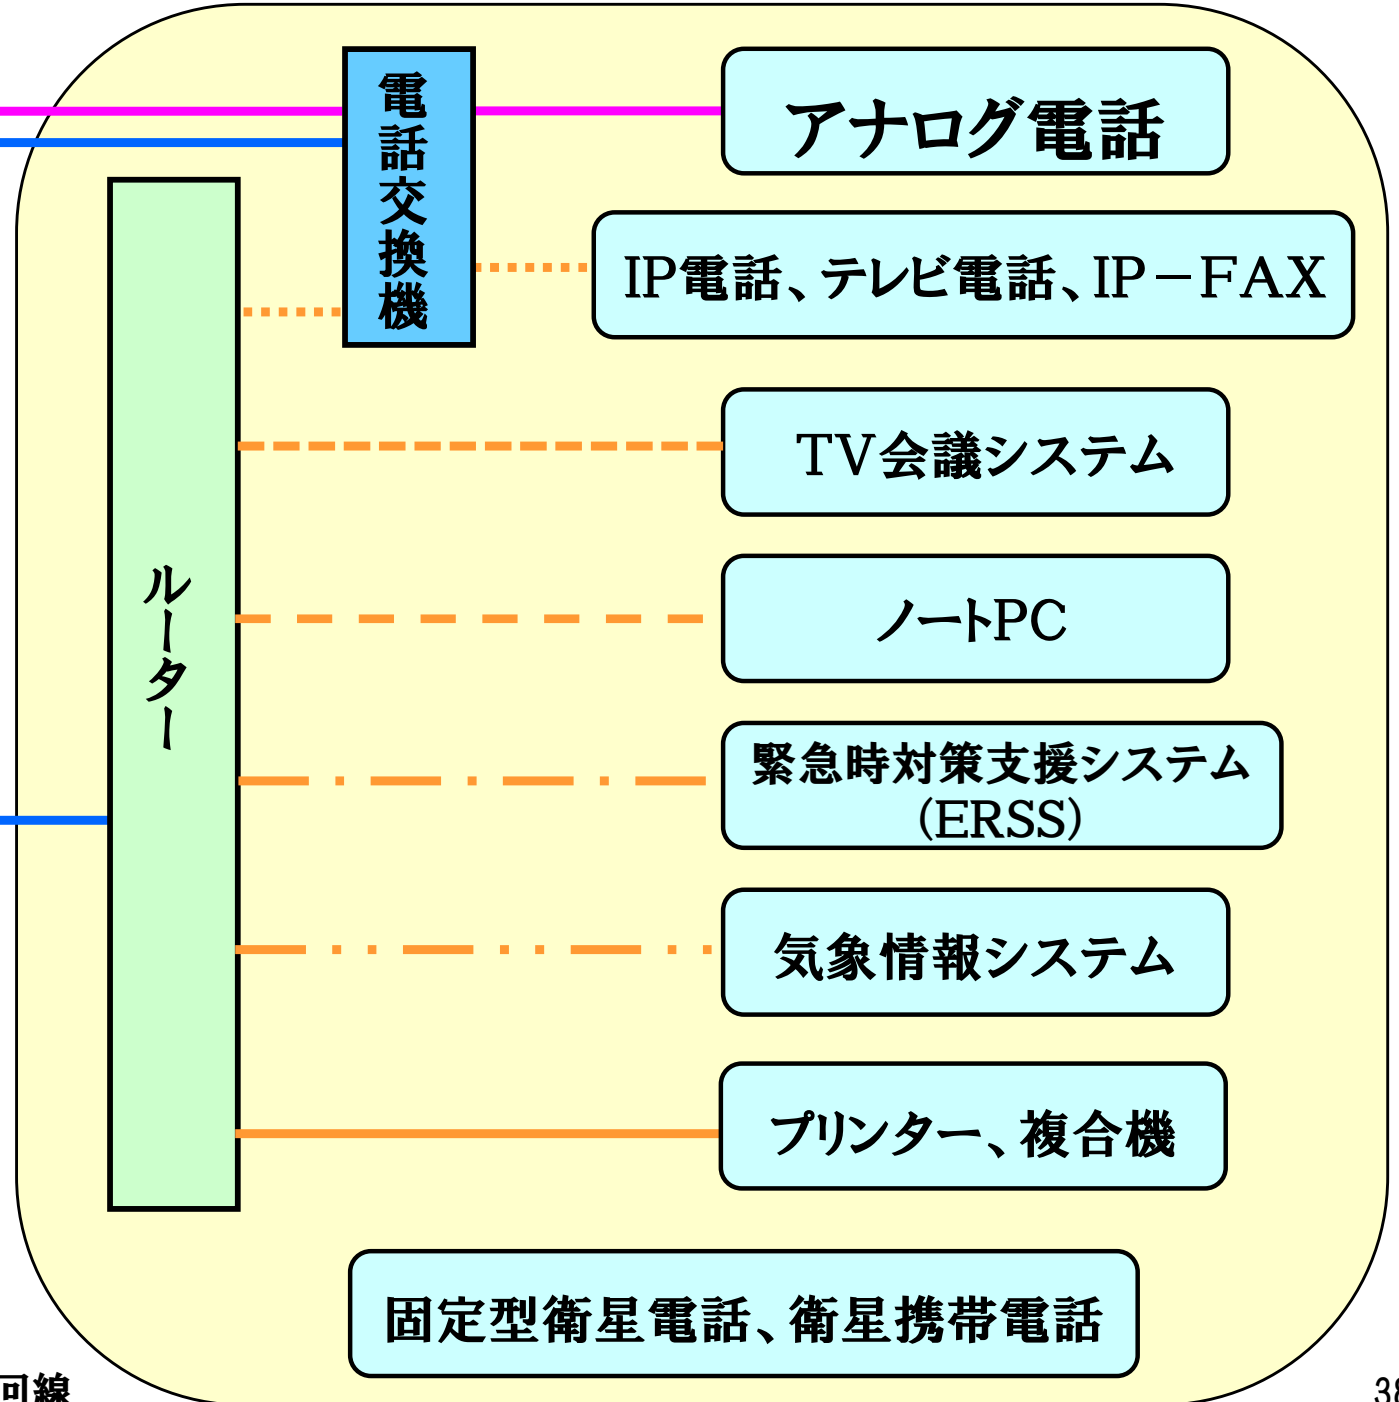 電話交換機
アナログ電話
IP電話、テレビ電話、IP－FAX
TV会議システム
ルーター
ノートPC
緊急時対策支援システム
(ERSS)
気象情報システム
プリンター、複合機
固定型衛星電話、衛星携帯電話
回線
38